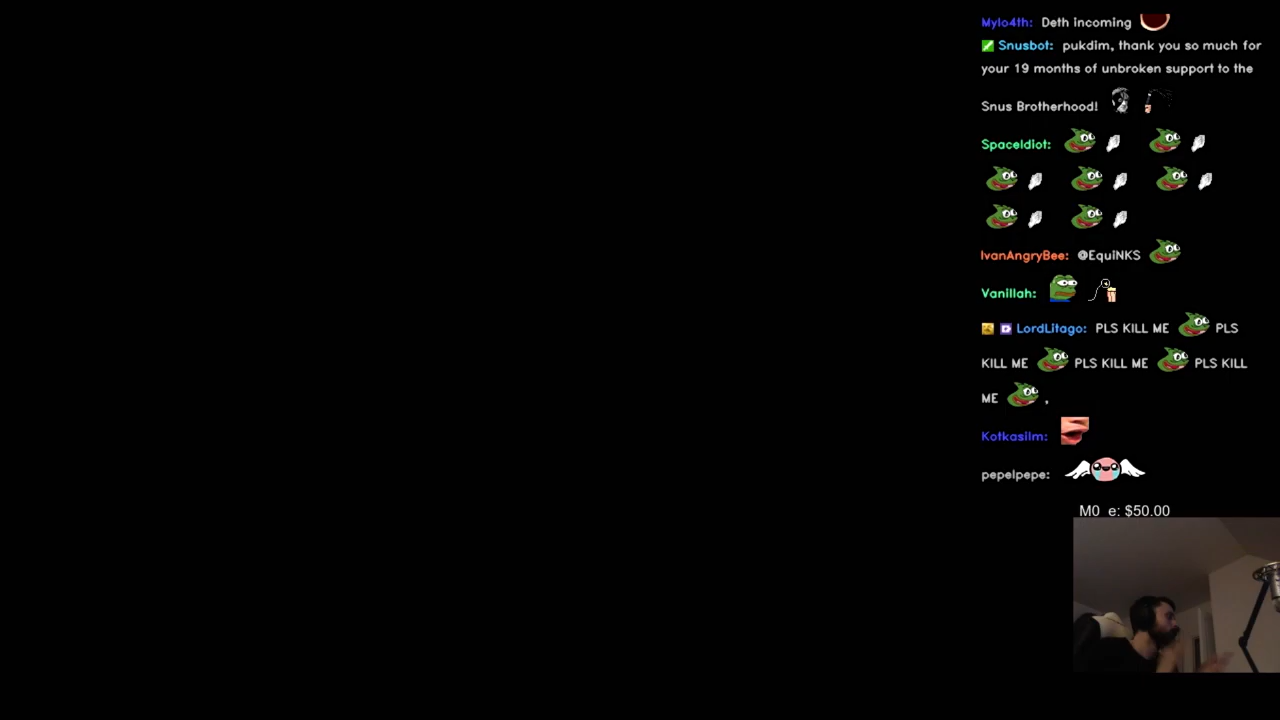 Mylo4th: Deth incoming
Snusbot: pukdim, thank you so much for
your 19 months of unbroken support to the
Snus Brotherhood!
SpaceIdiot:
IvanAngryBee: @EquiNKS
Vanillah:
LordLitago: PLS KILL ME PLS
KILL ME PLS KILL ME PLS KILL
ME ,
Kotkasilm:
pepelpepe:
M0_e: $50.00